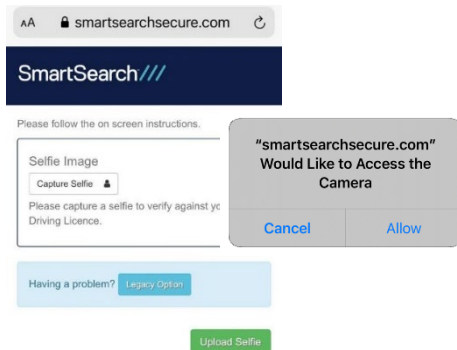 AA smartsearchsecure.com
SmartSearch///
Please follow the on screen instructions.
Selfie Image
Capture Selfie
Please capture a selfie to verify against yo
Driving Licence.
Having a problem? Legacy Option
Upload Selfie
"smartsearchsecure.com"
Would Like to Access the
Camera
Cancel Allow